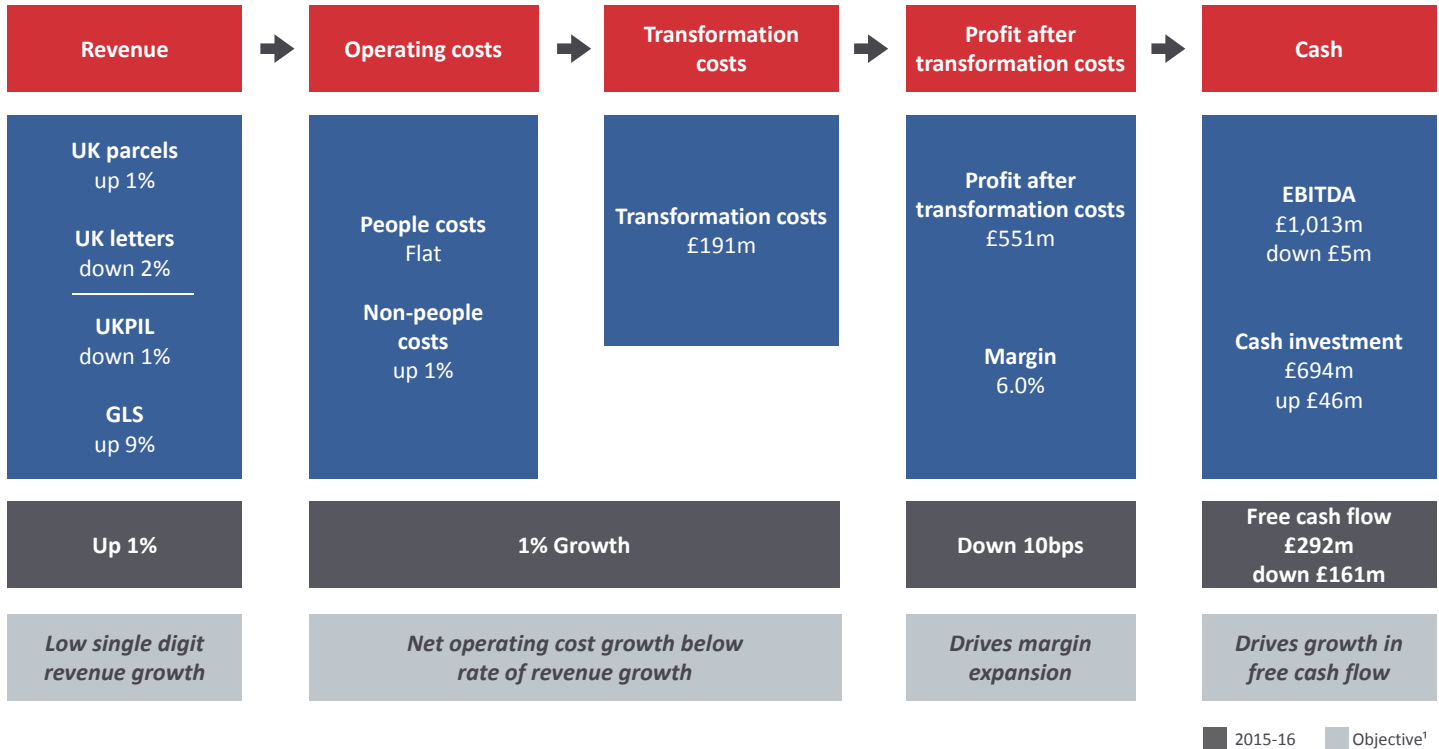 Revenue
Operating costs
Transformation
costs
Profit after
transformation costs
Cash
UK parcels
up 1%
UK letters
down 2%
UKPIL
down 1%
GLS
up 9%
People costs
Flat
Non-people
costs
up 1%
Transformation costs
£191m
Profit after
transformation costs
£551m
Margin
6.0%
EBITDA
£1,013m
down £5m
Cash investment
£694m
up £46m
Up 1%
1% Growth
Down 10bps
Free cash flow
£292m
down £161m
Low single digit
revenue growth
Net operating cost growth below
rate of revenue growth
Drives margin
expansion
Drives growth in
free cash flow
2015-16
Objective¹